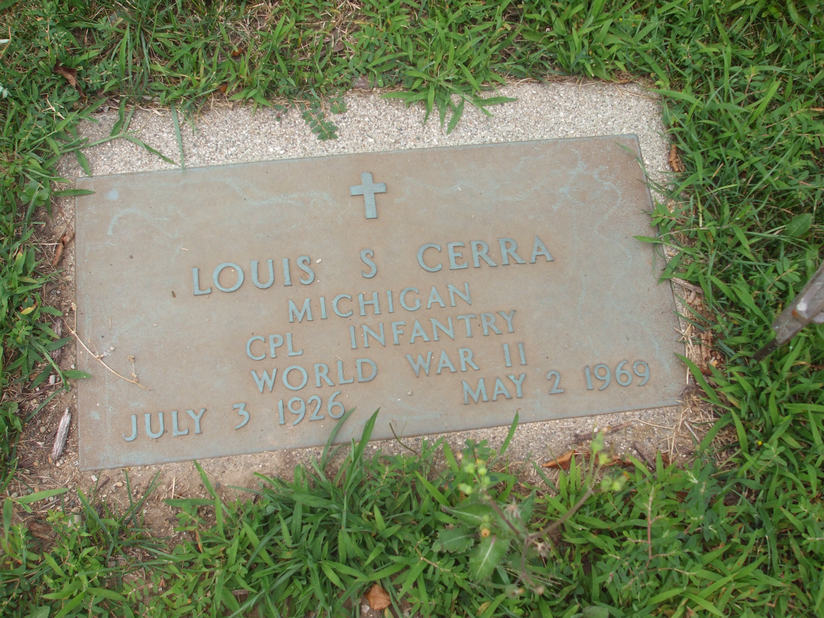 LOUIS S CERRA
MICHIGAN
CPL INFANTRY
WORLD WAR II
JULY 3 1926 MAY 2 1969